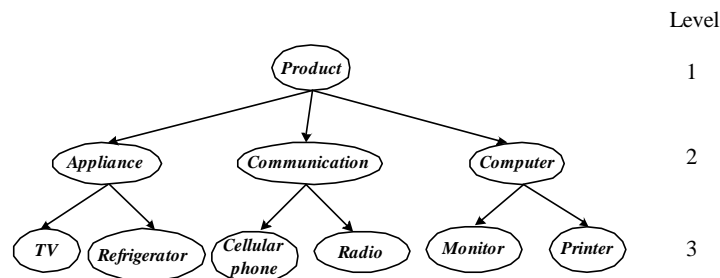 Level
Product
1
Appliance
Communication
Computer
2
TV
Refrigerator
Cellular
phone
Radio
Monitor
Printer
3